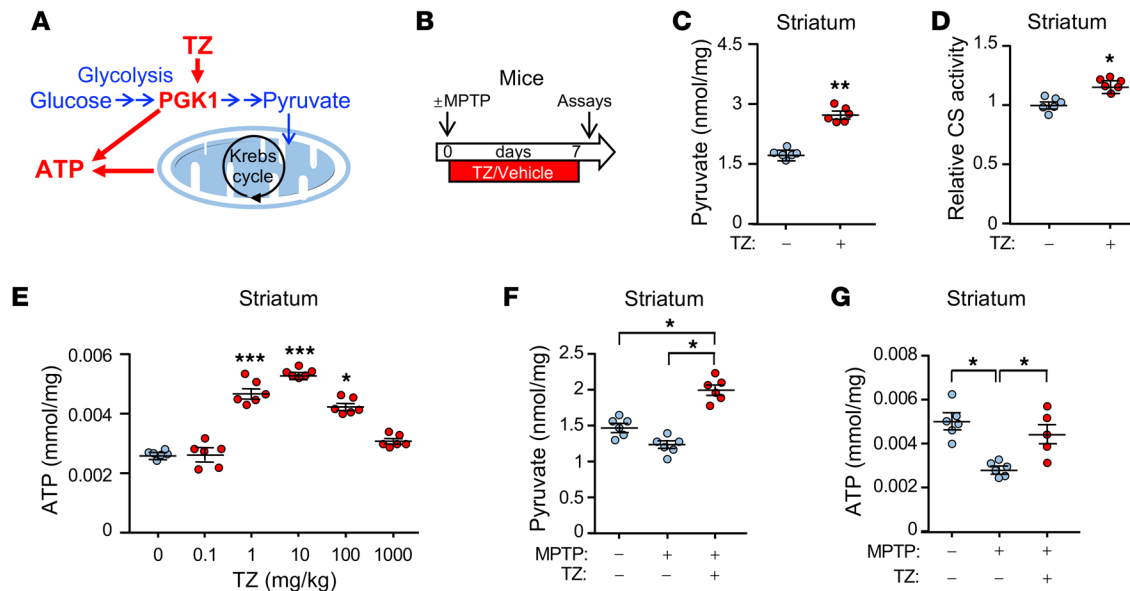 A
TZ
Glycolysis
Glucose PGK1 Pyruvate
ATP
Krebs
cycle
B
Mice
±MPTP Assays
0 days 7
TZ/Vehicle
C
Striatum
Pyruvate (nmol/mg)
4.5
3
1.5
0
**
TZ: – +
D
Striatum
Relative CS activity
1.5
1
0.5
0
*
TZ: – +
E
Striatum
ATP (mmol/mg)
0.006
0.004
0.002
0
*** *** *
0 0.1 1 10 100 1000
TZ (mg/kg)
F
Striatum
Pyruvate (nmol/mg)
2.5
2
1.5
1
0.5
0
*
*
MPTP: – + +
TZ: – – +
G
Striatum
ATP (mmol/mg)
0.008
0.006
0.004
0.002
0
* *
MPTP: – + +
TZ: – – +